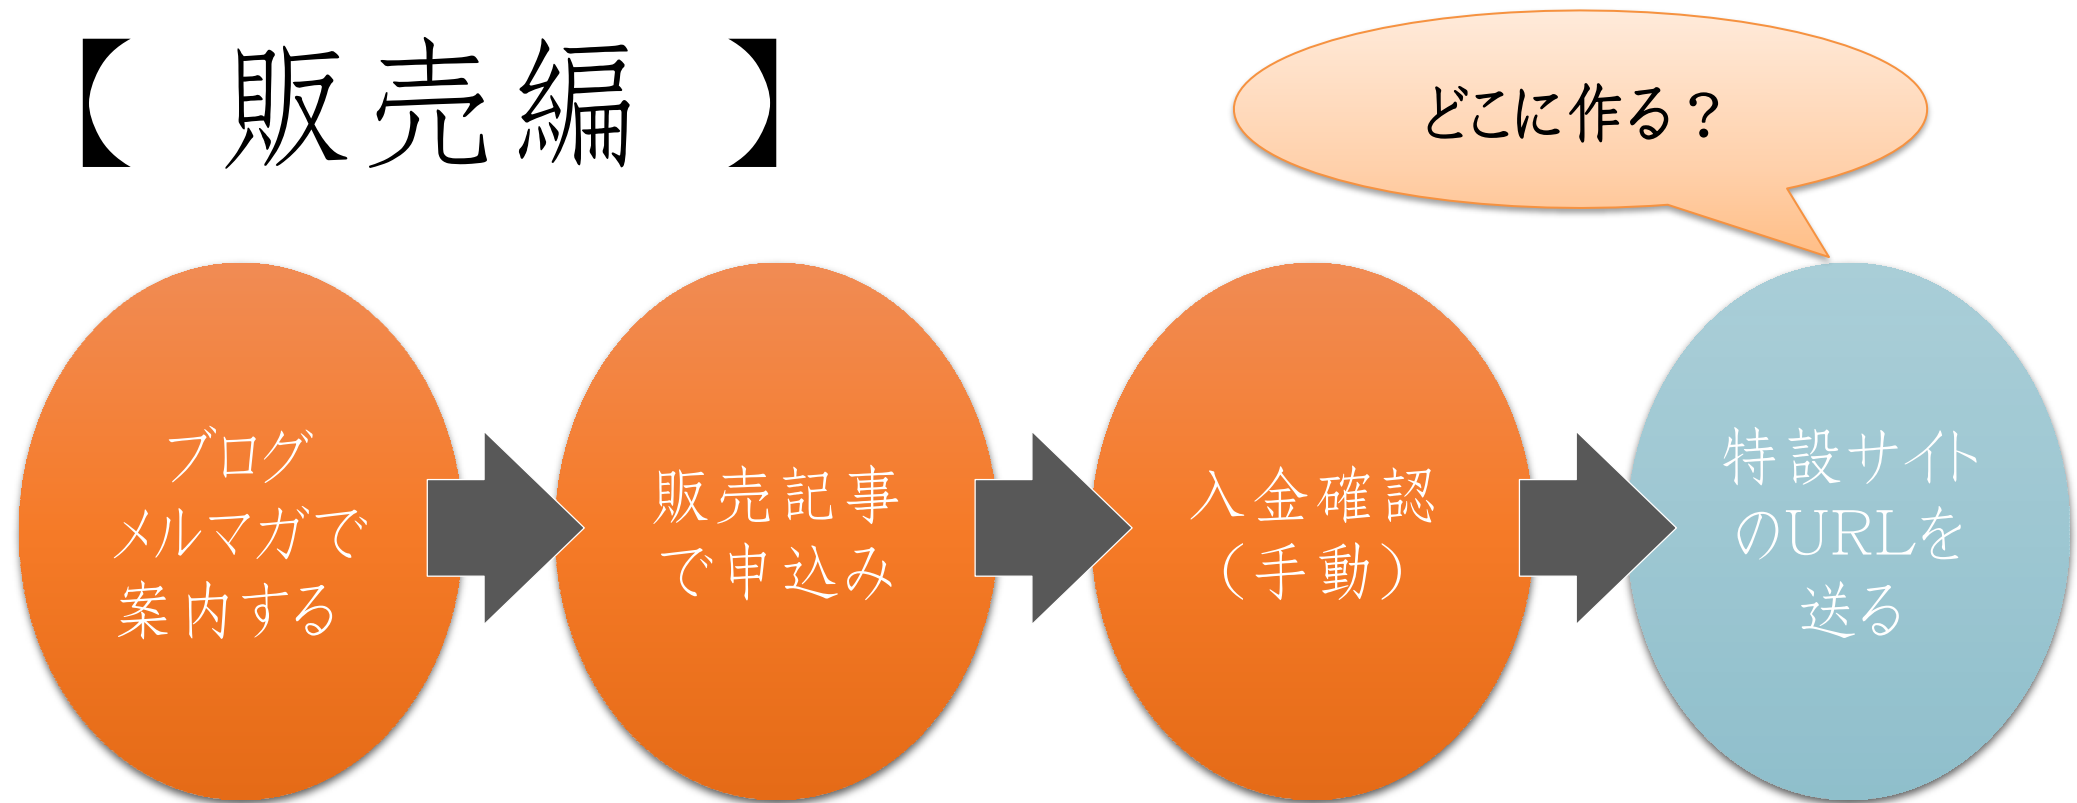 【 販売編 】
どこに作る？
ブログ
メルマガで
案内する
販売記事
で申込み
入金確認
（手動）
特設サイト
のURLを
送る